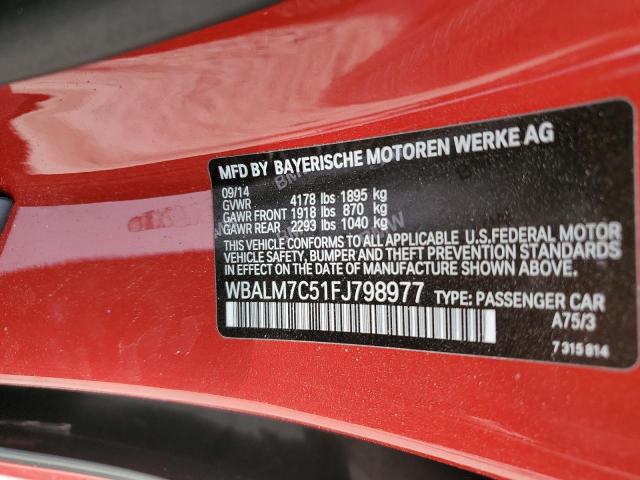 MFD BY BAYERISCHE MOTOREN WERKE AG
09/14
GVWR 4178 lbs 1895 kg
GAWR FRONT 1918 lbs 870 kg
GAWR REAR 2293 lbs 1040 kg
THIS VEHICLE CONFORMS TO ALL APPLICABLE U.S.FEDERAL MOTOR
VEHICLE SAFETY, BUMPER AND THEFT PREVENTION STANDARDS
IN EFFECT ON THE DATE OF MANUFACTURE SHOWN ABOVE.
WBALM7C51FJ798977 TYPE: PASSENGER CAR
A75/3
7 315 814